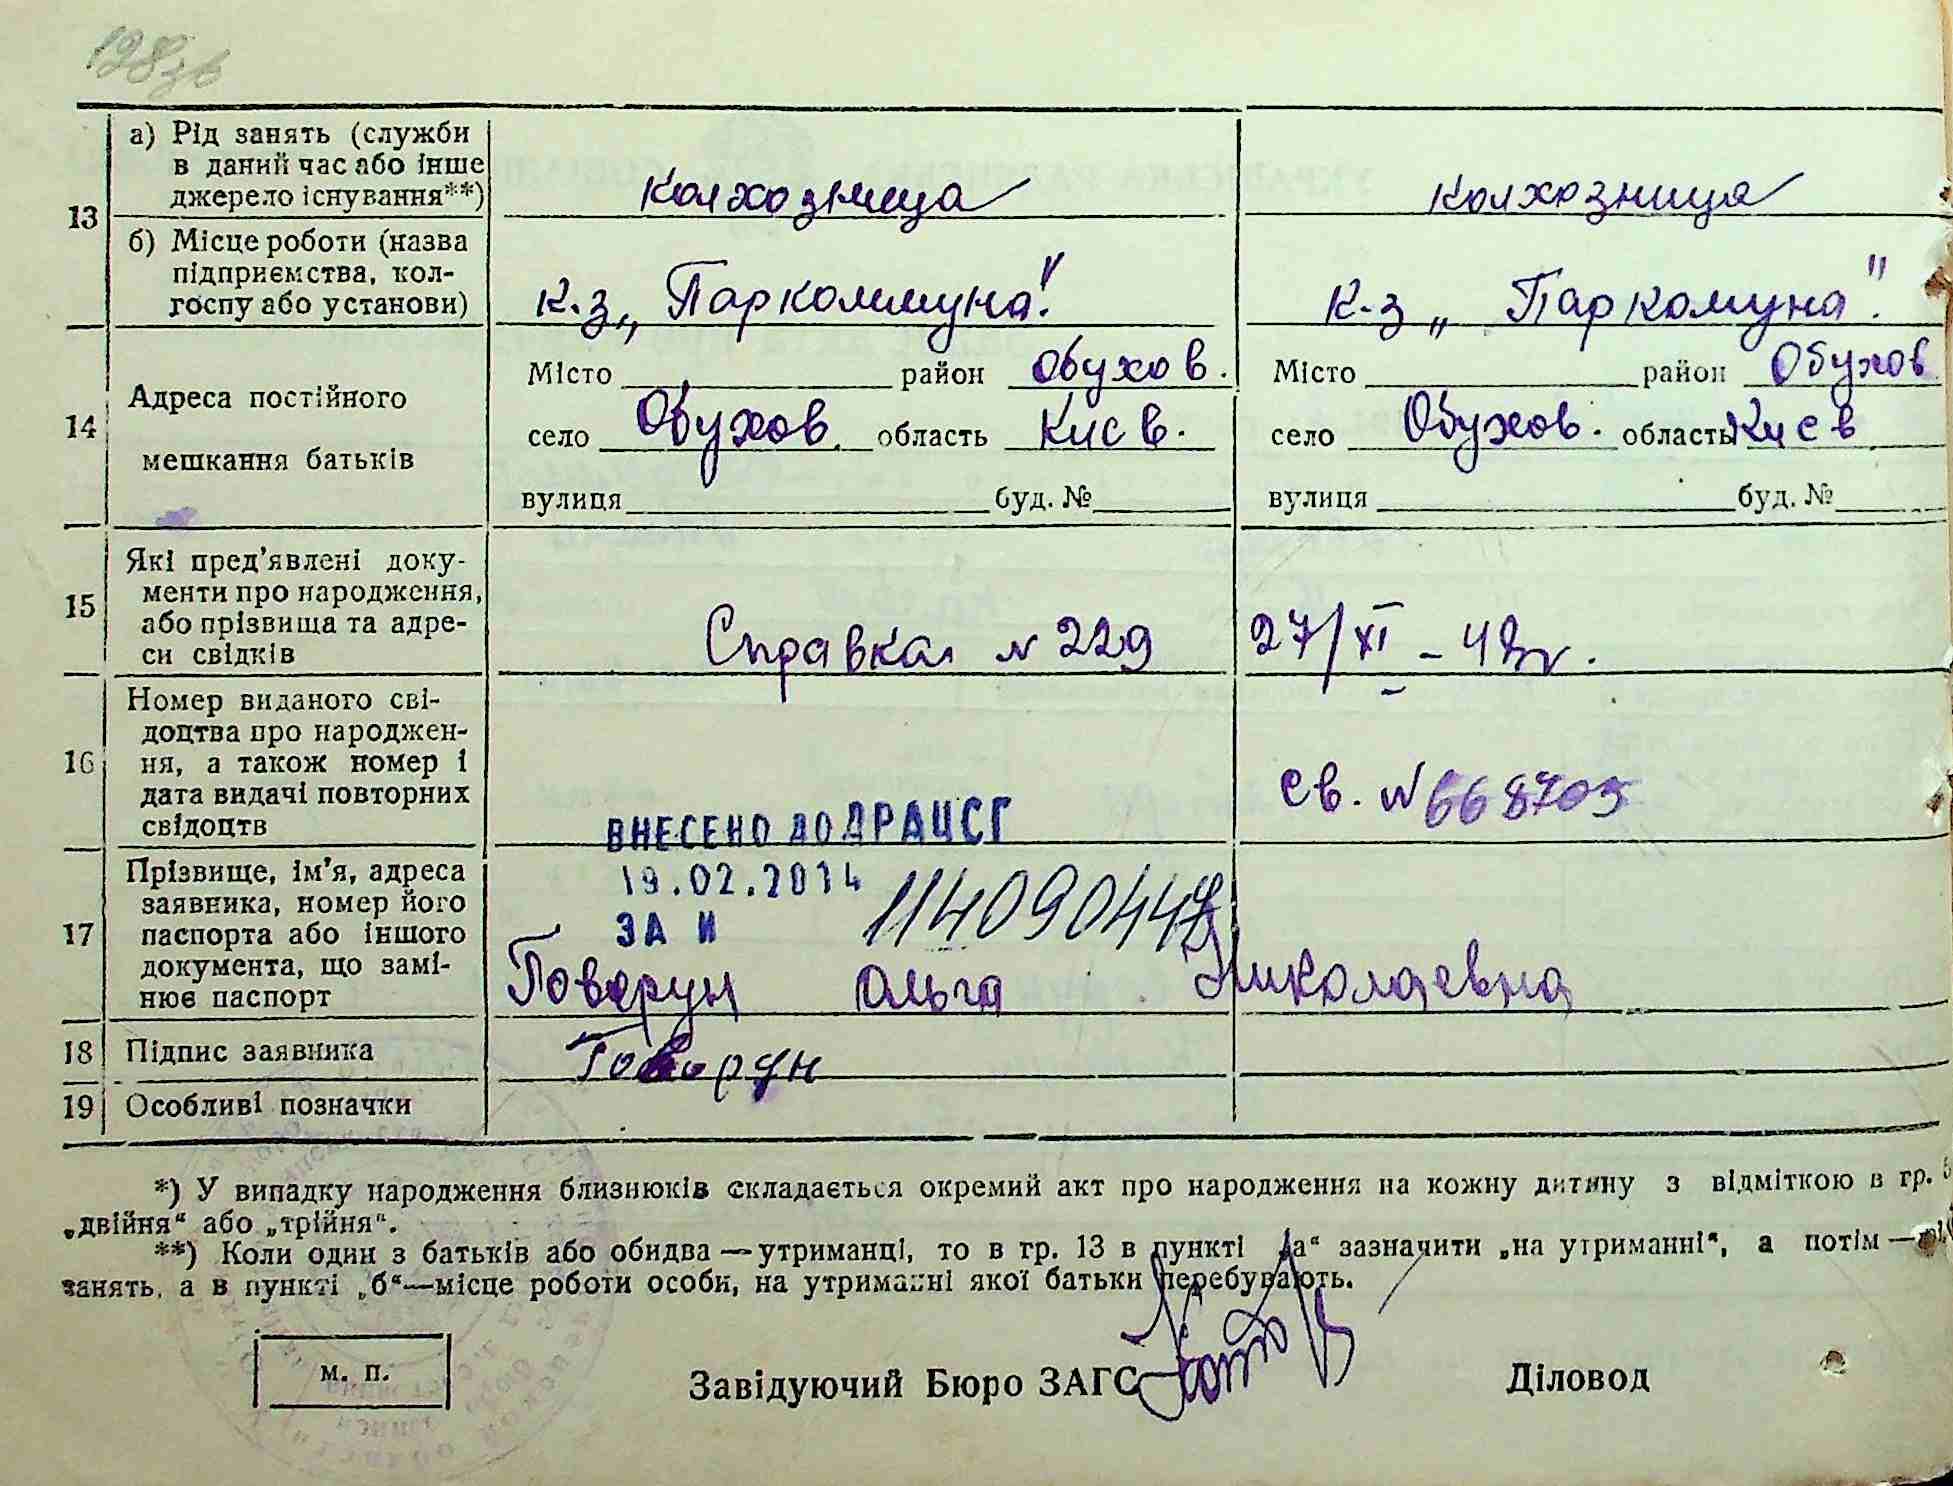 198зв
13 а) Рід занять (служби в даний час або інше джерело існування**) колхозница колхозница
б) Місце роботи (назва підприємства, колгоспу або установи) к-з „Паркоммуна". к-з „Паркомуна".
14 Адреса постійного мешкання батьків
Місто район Обухов. Місто район Обухов
село Обухов. область Киев. село Обухов. область Киев
вулиця буд. № вулиця буд. №
15 Які пред'явлені документи про народження, або прізвища та адреси свідків Справка № 229 27/XI - 43г.
16 Номер виданого свідоцтва про народження, а також номер і дата видачі повторних свідоцтв Св. № 668705
ВНЕСЕНО ДО ДРАЦСГ
19.02.2014
ЗА № 114090447
17 Прізвище, ім'я, адреса заявника, номер його паспорта або іншого документа, що замінює паспорт Говорун Ольга Николаевна
18 Підпис заявника Говорун
19 Особливі позначки
*) У випадку народження близнюків складається окремий акт про народження на кожну дитину з відміткою в гр.
„двійня" або „трійня".
**) Коли один з батьків або обидва—утриманці, то в гр. 13 в пункті „а" зазначити „на утриманні", а потім —
занять, а в пункті „б"—місце роботи особи, на утриманні якої батьки перебувають.
м. п.
Завідуючий Бюро ЗАГС Діловод